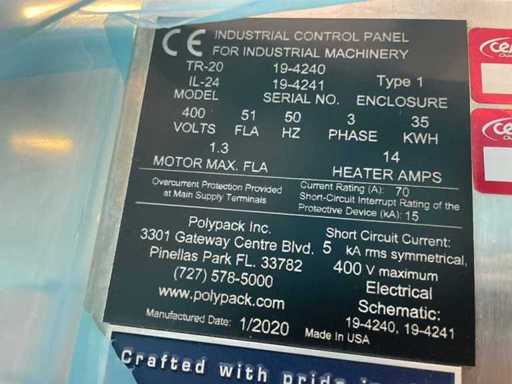 CE INDUSTRIAL CONTROL PANEL
FOR INDUSTRIAL MACHINERY
TR-20 19-4240
IL-24 19-4241 Type 1
MODEL SERIAL NO. ENCLOSURE
400 51 50 3 35
VOLTS FLA HZ PHASE KWH
1.3 14
MOTOR MAX. FLA HEATER AMPS
Overcurrent Protection Provided
at Main Supply Terminals
Current Rating (A): 70
Short-Circuit Interrupt Rating of the
Protective Device (kA): 15
Polypack Inc.
3301 Gateway Centre Blvd.
Pinellas Park FL. 33782
(727) 578-5000
www.polypack.com
Manufactured Date: 1/2020
Short Circuit Current:
5 kA rms symmetrical,
400 V maximum
Electrical
Schematic:
19-4240, 19-4241
Made in USA
Crafted with pride